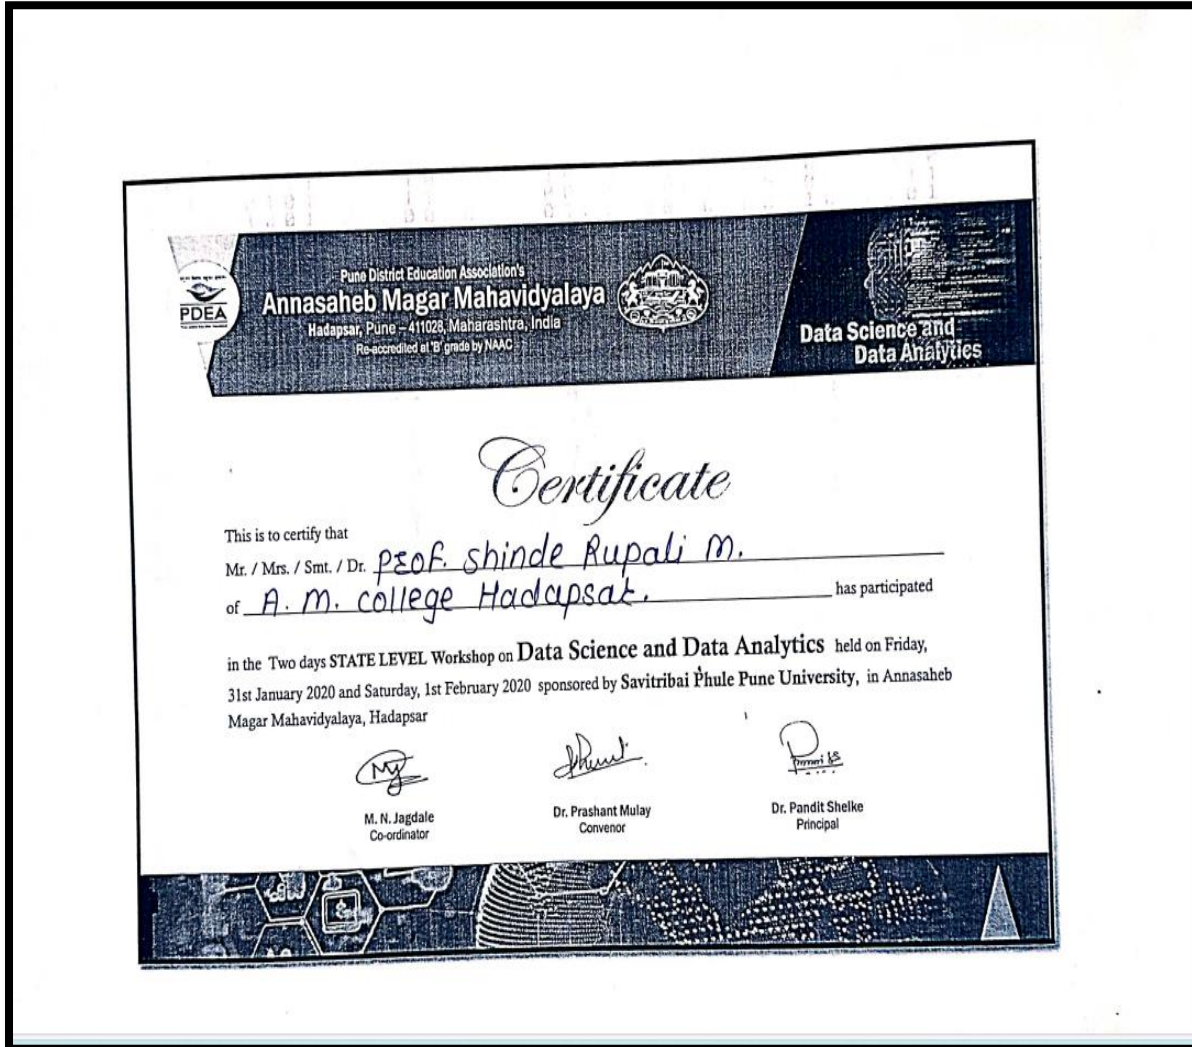 Pune District Education Association's
Annasaheb Magar Mahavidyalaya
Hadapsar, Pune – 411028, Maharashtra, India
Re-accredited at 'B' grade by NAAC
PDEA
Data Science and
Data Analytics
Certificate
This is to certify that
Mr. / Mrs. / Smt. / Dr. Prof. Shinde Rupali M.
of A. M. College Hadapsar. has participated
in the Two days STATE LEVEL Workshop on Data Science and Data Analytics held on Friday,
31st January 2020 and Saturday, 1st February 2020 sponsored by Savitribai Phule Pune University, in Annasaheb
Magar Mahavidyalaya, Hadapsar
M. N. Jagdale
Co-ordinator
Dr. Prashant Mulay
Convenor
Dr. Pandit Shelke
Principal